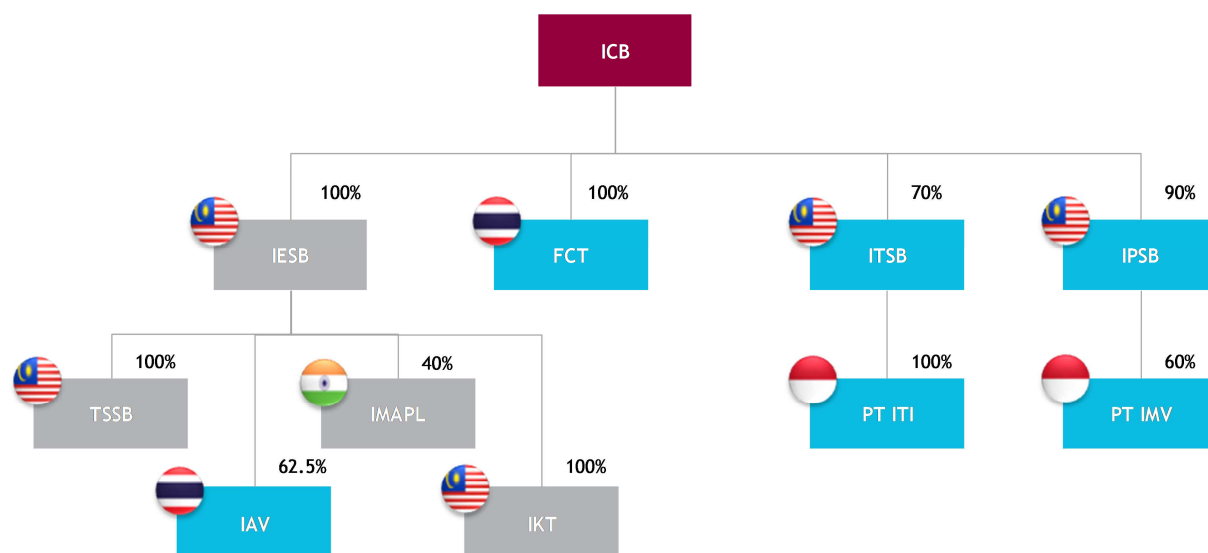 ICB
100%
100%
70%
90%
IESB
FCT
ITSB
IPSB
100%
40%
100%
60%
TSSB
IMAPL
PT ITI
PT IMV
62.5%
100%
IAV
IKT